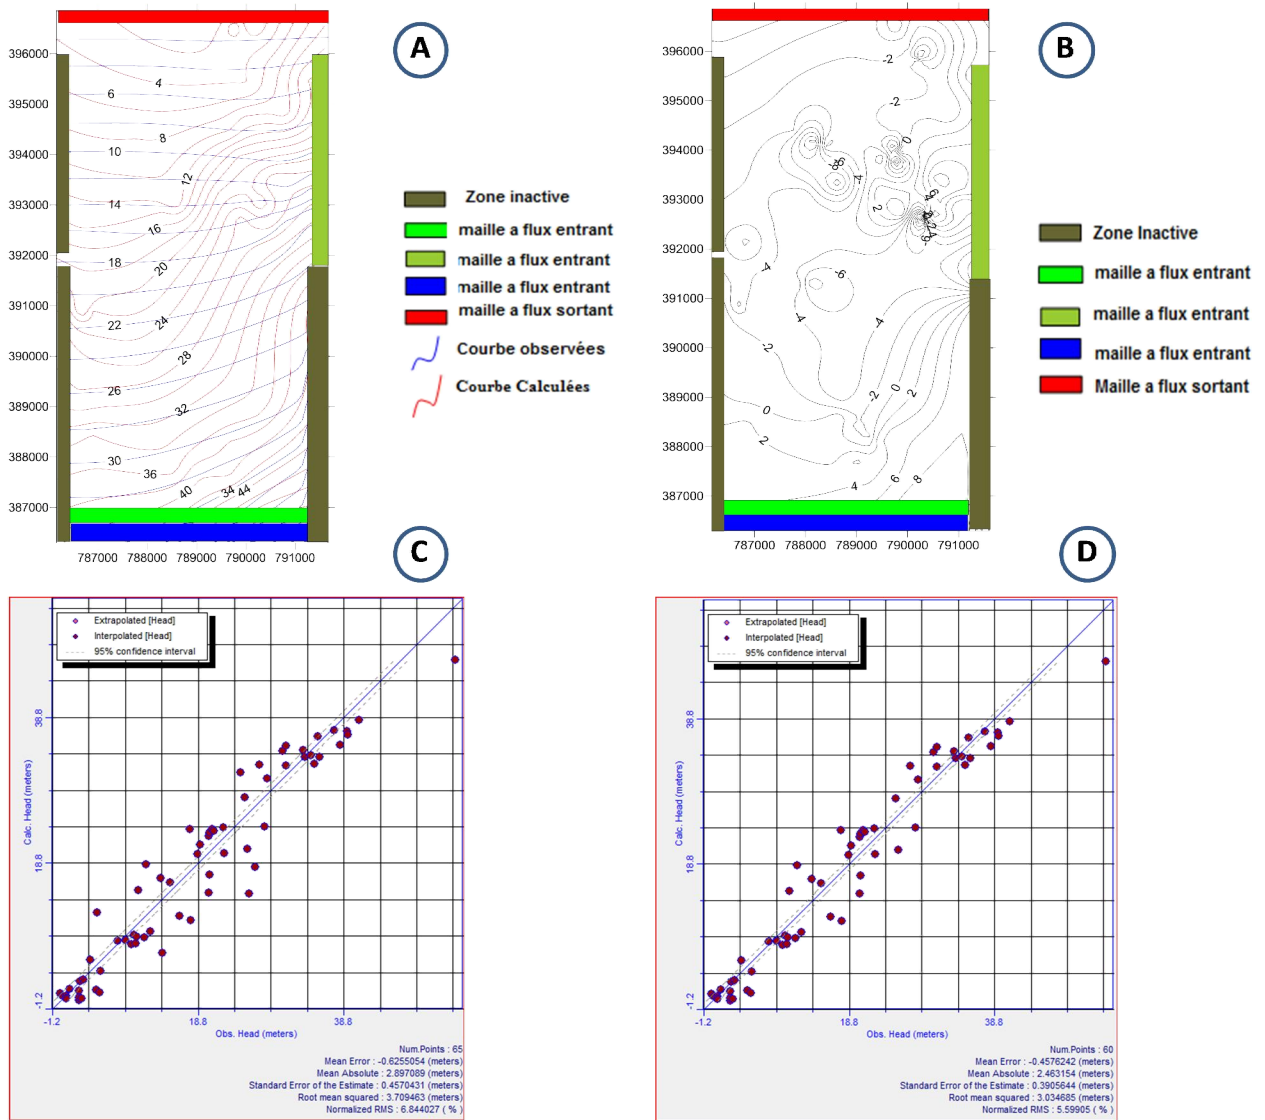 A
396000
395000
394000
393000
392000
391000
390000
389000
388000
387000
787000 788000 789000 790000 791000
4
6
8
10
12
14
16
18
20
22
24
28
26
32
30
36
40
34
44
Zone inactive
maille a flux entrant
maille a flux entrant
maille a flux entrant
maille a flux sortant
Courbe observées
Courbe Calculées
B
396000
395000
394000
393000
392000
391000
390000
389000
388000
387000
787000 788000 789000 790000 791000
-2
-2
0
-4
2
-4
-6
-4
-4
-2
-2
0
2
0
2
4
6
8
Zone Inactive
maille a flux entrant
maille a flux entrant
maille a flux entrant
Maille a flux sortant
C
Extrapolated [Head]
Interpolated [Head]
95% confidence interval
Calc. Head (meters)
38.8
18.8
-1.2
-1.2 18.8 38.8
Obs. Head (meters)
Num.Points : 65
Mean Error : -0.6255054 (meters)
Mean Absolute : 2.897089 (meters)
Standard Error of the Estimate : 0.4570431 (meters)
Root mean squared : 3.709463 (meters)
Normalized RMS : 6.844027 ( % )
D
Extrapolated [Head]
Interpolated [Head]
95% confidence interval
Calc. Head (meters)
38.8
18.8
-1.2
-1.2 18.8 38.8
Obs. Head (meters)
Num.Points : 60
Mean Error : -0.4576242 (meters)
Mean Absolute : 2.463154 (meters)
Standard Error of the Estimate : 0.3905644 (meters)
Root mean squared : 3.034685 (meters)
Normalized RMS : 5.59905 ( % )